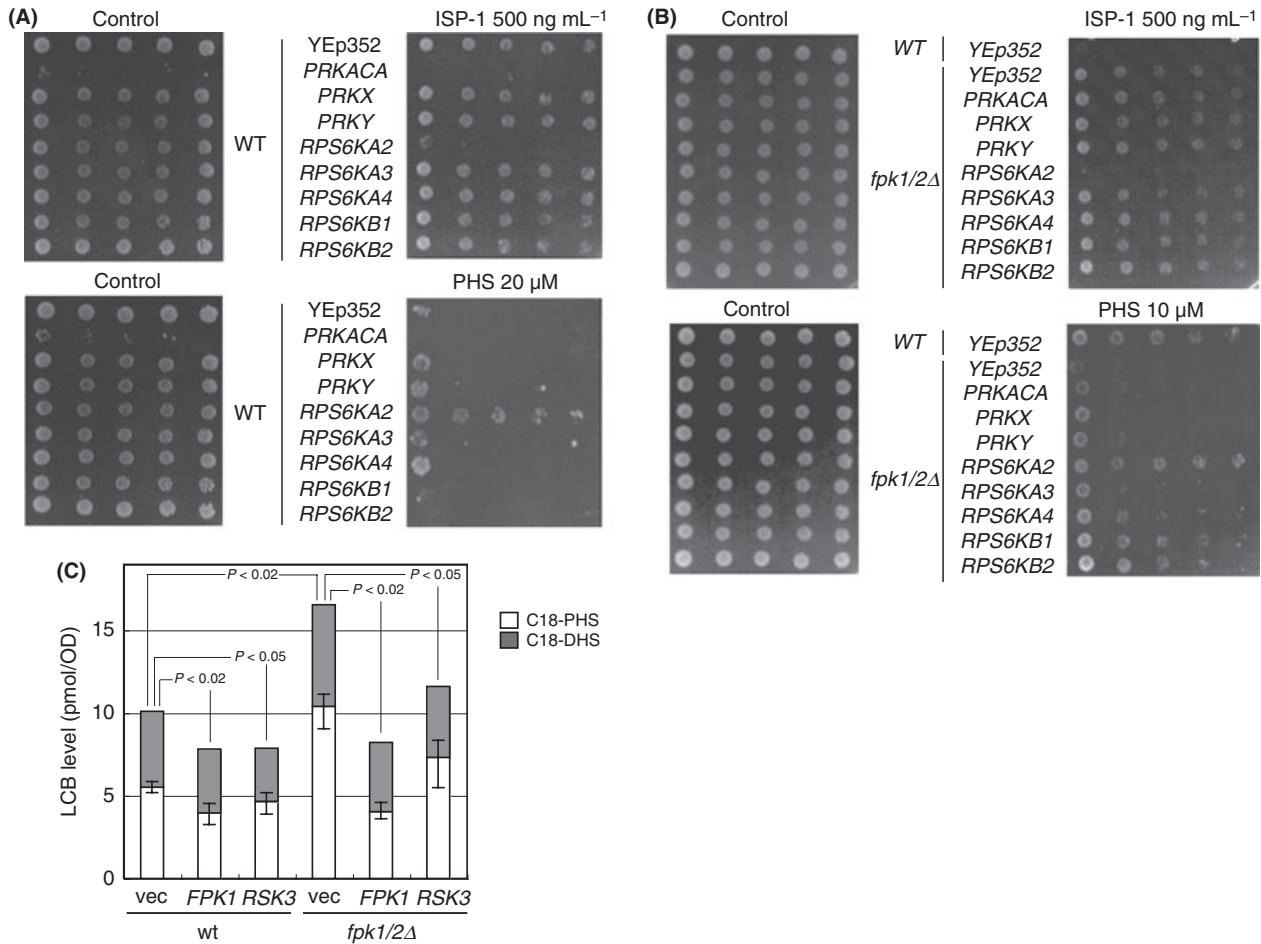 (A)
Control
ISP-1 500 ng mL–1
WT
YEp352
PRKACA
PRKX
PRKY
RPS6KA2
RPS6KA3
RPS6KA4
RPS6KB1
RPS6KB2
Control
PHS 20 µM
WT
YEp352
PRKACA
PRKX
PRKY
RPS6KA2
RPS6KA3
RPS6KA4
RPS6KB1
RPS6KB2
(B)
Control
ISP-1 500 ng mL–1
WT
YEp352
fpk1/2Δ
YEp352
PRKACA
PRKX
PRKY
RPS6KA2
RPS6KA3
RPS6KA4
RPS6KB1
RPS6KB2
Control
PHS 10 µM
WT
YEp352
fpk1/2Δ
YEp352
PRKACA
PRKX
PRKY
RPS6KA2
RPS6KA3
RPS6KA4
RPS6KB1
RPS6KB2
(C)
LCB level (pmol/OD)
15
10
5
0
P < 0.02
P < 0.05
P < 0.02
P < 0.05
P < 0.02
C18-PHS
C18-DHS
vec FPK1 RSK3 vec FPK1 RSK3
wt fpk1/2Δ